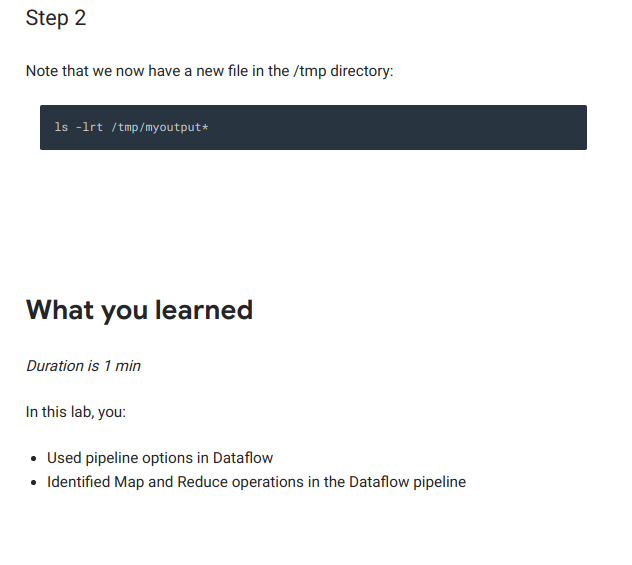 Step 2
Note that we now have a new file in the /tmp directory:
ls -lrt /tmp/myoutput*
What you learned
Duration is 1 min
In this lab, you:
• Used pipeline options in Dataflow
• Identified Map and Reduce operations in the Dataflow pipeline